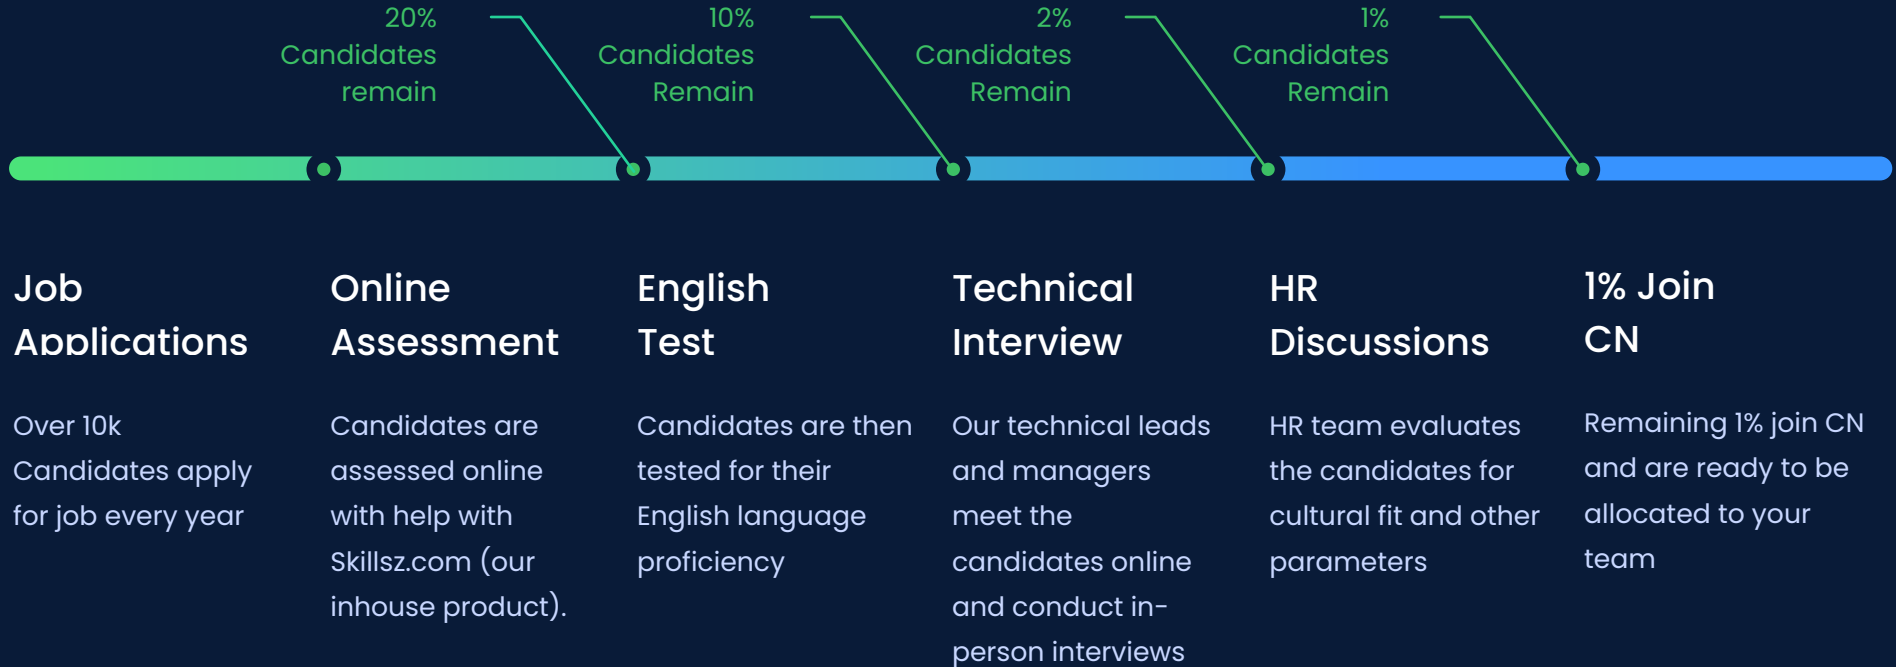 20%
Candidates
remain
10%
Candidates
Remain
2%
Candidates
Remain
1%
Candidates
Remain
Job
Applications
Over 10k
Candidates apply
for job every year
Online
Assessment
Candidates are
assessed online
with help with
Skillsz.com (our
inhouse product).
English
Test
Candidates are then
tested for their
English language
proficiency
Technical
Interview
Our technical leads
and managers
meet the
candidates online
and conduct in-
person interviews
HR
Discussions
HR team evaluates
the candidates for
cultural fit and other
parameters
1% Join
CN
Remaining 1% join CN
and are ready to be
allocated to your
team